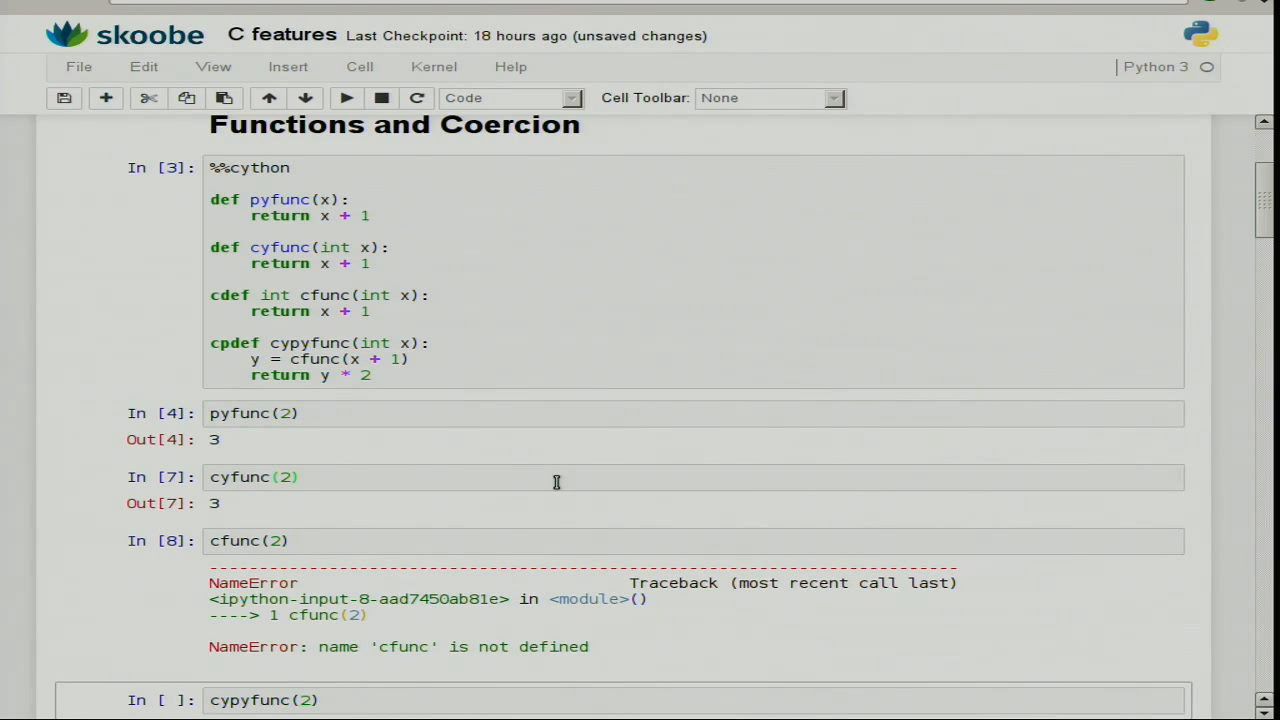 skoobe C features Last Checkpoint: 18 hours ago (unsaved changes)
File Edit View Insert Cell Kernel Help Python 3
Code Cell Toolbar: None
Functions and Coercion
In [3]: %%cython
def pyfunc(x):
return x + 1
def cyfunc(int x):
return x + 1
cdef int cfunc(int x):
return x + 1
cpdef cypyfunc(int x):
y = cfunc(x + 1)
return y * 2
In [4]: pyfunc(2)
Out[4]: 3
In [7]: cyfunc(2)
Out[7]: 3
In [8]: cfunc(2)
---------------------------------------------------------------------------
NameError Traceback (most recent call last)
<ipython-input-8-aad7450ab81e> in <module>()
----> 1 cfunc(2)
NameError: name 'cfunc' is not defined
In [ ]: cypyfunc(2)